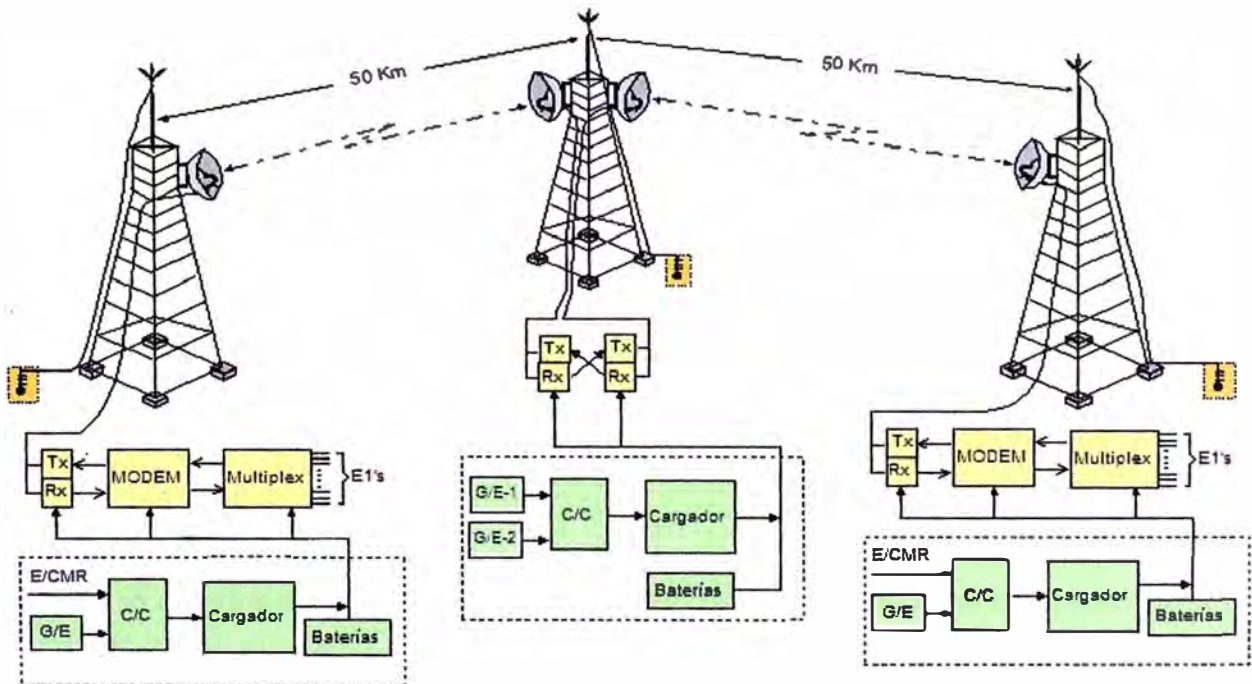 50 Km
50 Km
Tx
Rx
MODEM
Multiplex
E1's
E/CMR
G/E
C/C
Cargador
Baterías
Tx
Rx
Tx
Rx
G/E-1
G/E-2
C/C
Cargador
Baterías
Tx
Rx
MODEM
Multiplex
E1's
E/CMR
G/E
C/C
Cargador
Baterías